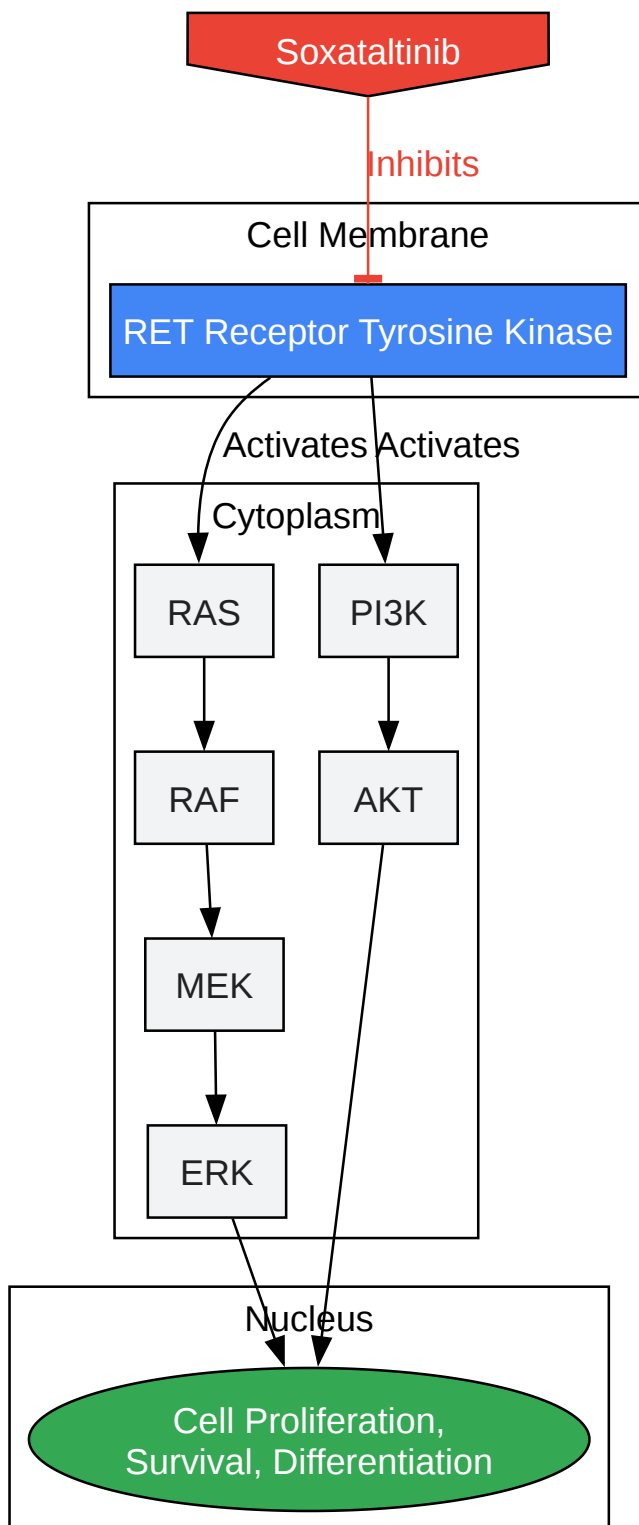 Soxataltinib
Inhibits
Cell Membrane
RET Receptor Tyrosine Kinase
Activates
Activates
Cytoplasm
RAS
PI3K
RAF
AKT
MEK
ERK
Nucleus
Cell Proliferation,
Survival, Differentiation